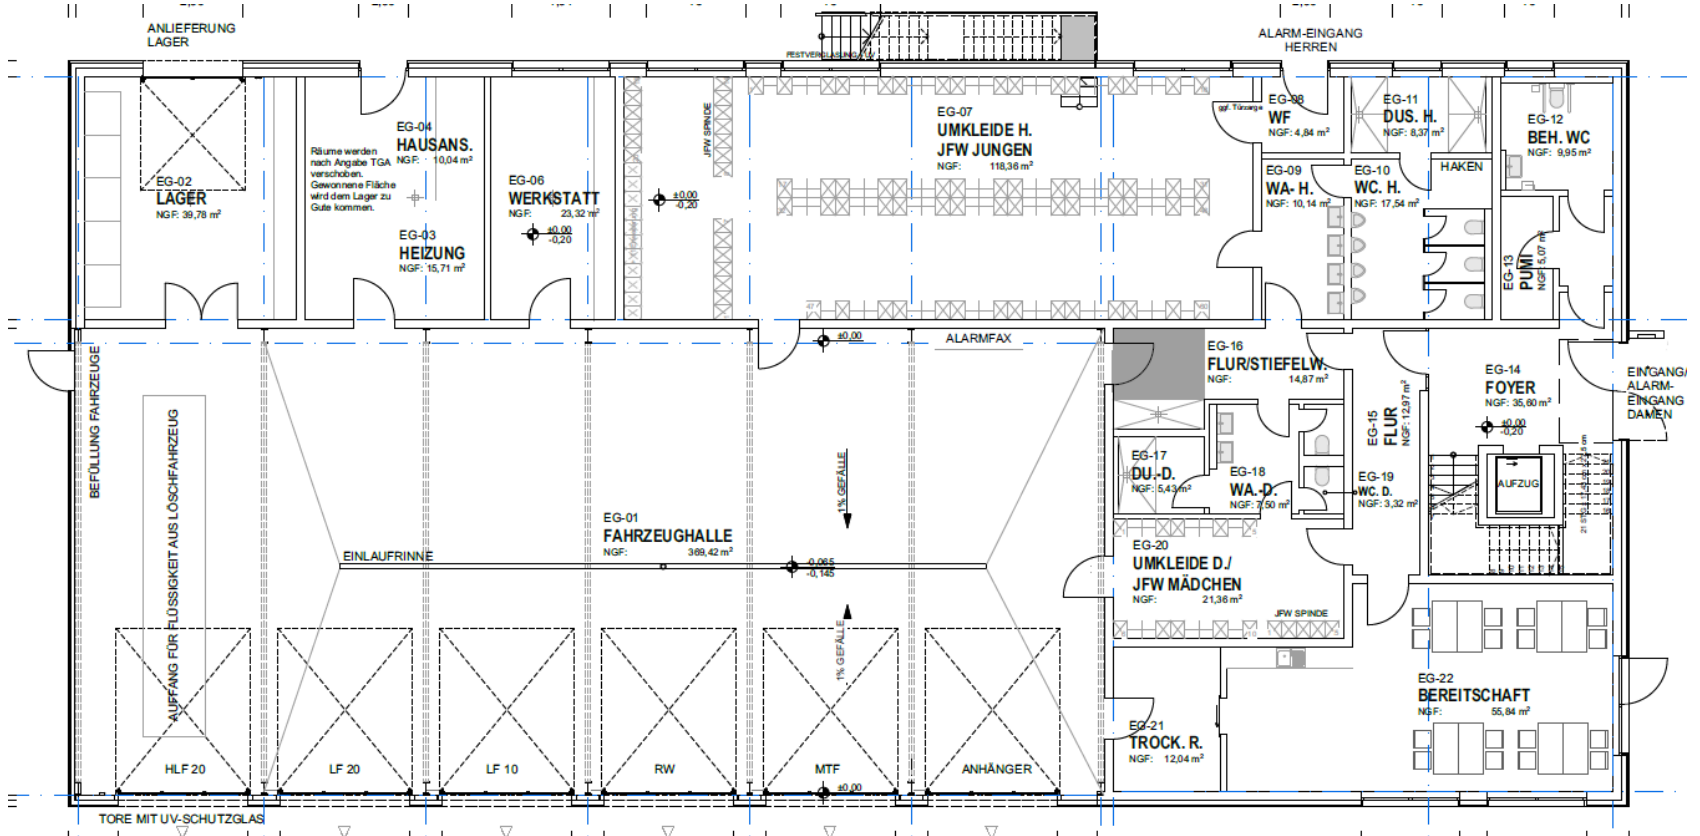 ANLIEFERUNG
LAGER
ALARM-EINGANG
HERREN
FESTVERGLASUNG
EG-02
LAGER
NGF: 39,78 m²
Räume werden
nach Angabe TGA
verschoben.
Gewonnene Fläche
wird dem Lager zu
Gute kommen.
EG-04
HAUSANS.
NGF: 10,04 m²
EG-03
HEIZUNG
NGF: 15,71 m²
EG-06
WERKSTATT
NGF: 23,32 m²
±0,00
-0,20
JFW SPINDE
±0,00
-0,20
EG-07
UMKLEIDE H.
JFW JUNGEN
NGF: 118,36 m²
ggf. Türzarge
EG-08
WF
NGF: 4,84 m²
EG-09
WA- H.
NGF: 10,14 m²
EG-10
WC. H.
NGF: 17,54 m²
EG-11
DUS. H.
NGF: 8,37 m²
HAKEN
EG-12
BEH. WC
NGF: 9,95 m²
EG-13
PUMI
NGF: 5,07 m²
BEFÜLLUNG FAHRZEUGE
AUFFANG FÜR FLÜSSIGKEIT AUS LÖSCHFAHRZEUG
±0,00
ALARMFAX
EG-16
FLUR/STIEFELW.
NGF: 14,87 m²
EG-15
FLUR
NGF: 12,97 m²
EG-14
FOYER
NGF: 35,60 m²
±0,00
-0,20
EINGANG/
ALARM-
EINGANG
DAMEN
EG-17
DU.-D.
NGF: 5,43 m²
EG-18
WA.-D.
NGF: 7,50 m²
EG-19
WC. D.
NGF: 3,32 m²
AUFZUG
1% GEFÄLLE
EG-01
FAHRZEUGHALLE
NGF: 369,42 m²
EINLAUFRINNE
-0,065
-0,145
1% GEFÄLLE
EG-20
UMKLEIDE D./
JFW MÄDCHEN
NGF: 21,36 m²
JFW SPINDE
EG-22
BEREITSCHAFT
NGF: 55,84 m²
EG-21
TROCK. R.
NGF: 12,04 m²
HLF 20
LF 20
LF 10
RW
MTF
ANHÄNGER
±0,00
TORE MIT UV-SCHUTZGLAS